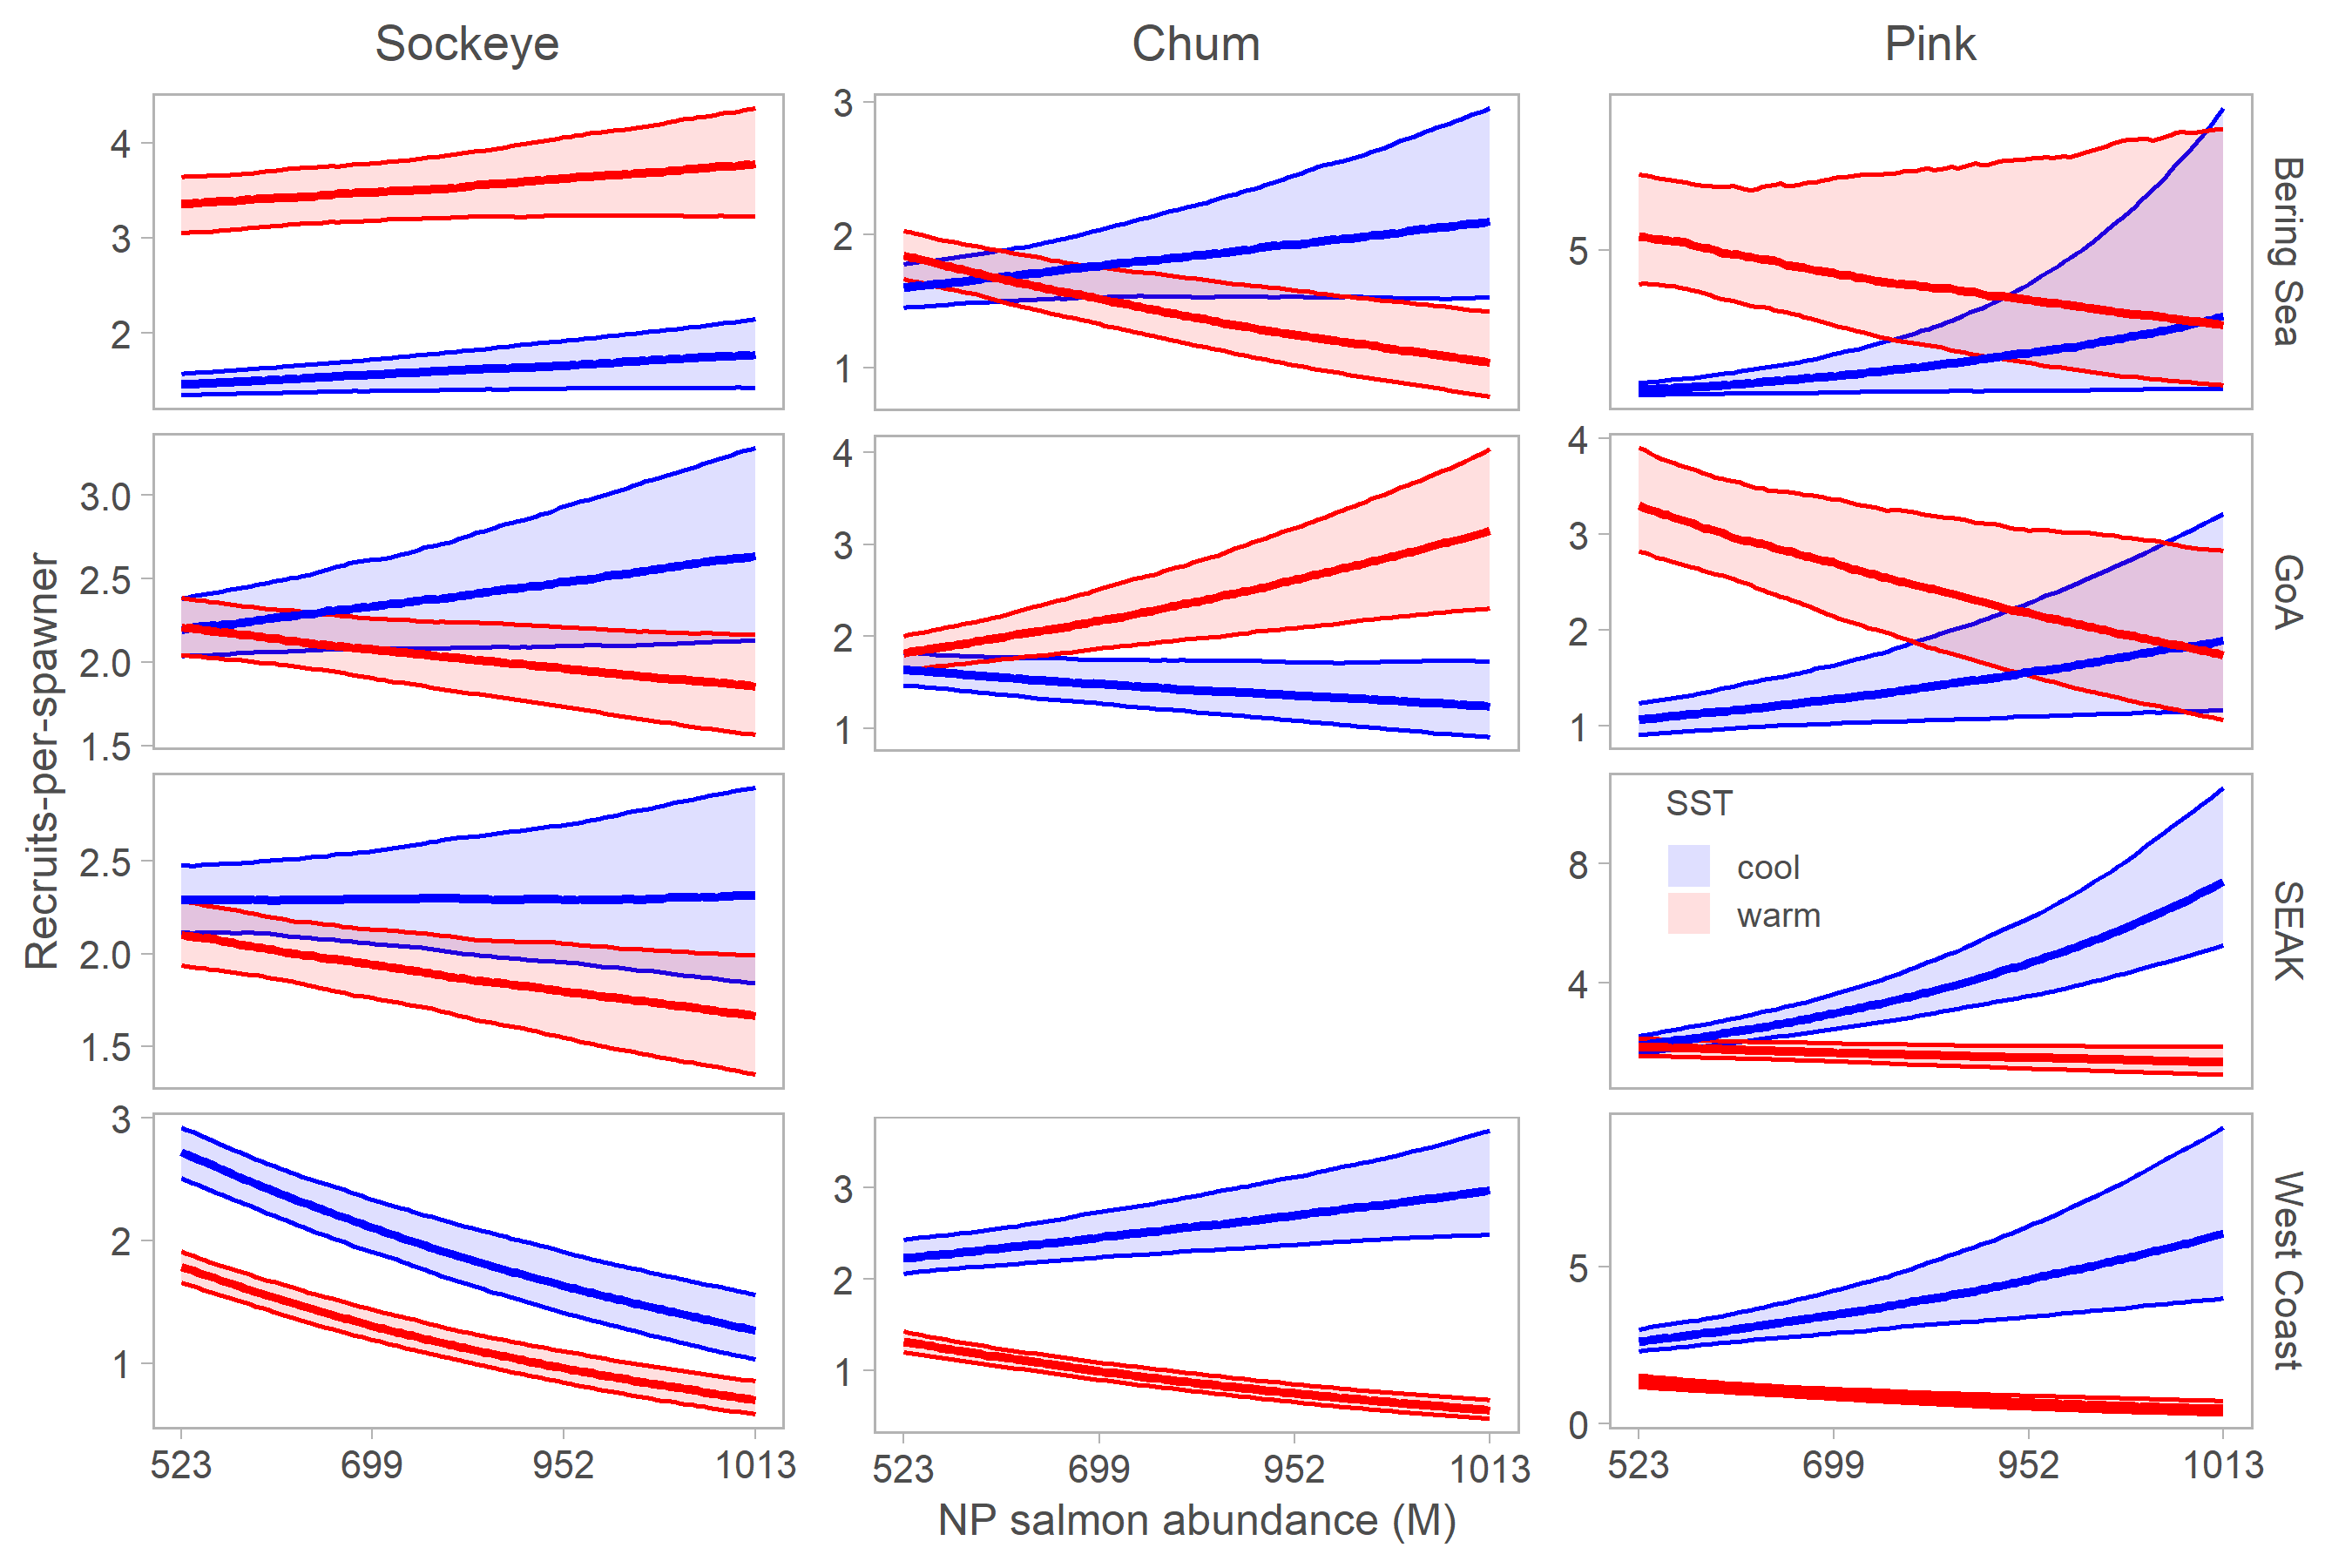 Sockeye
Chum
Pink
4
3
2
3
2
1
5
Bering Sea
3.0
2.5
2.0
1.5
4
3
2
1
4
3
2
1
GoA
2.5
2.0
1.5
SST
cool
warm
8
4
SEAK
3
2
1
3
2
1
5
0
West Coast
523 699 952 1013
523 699 952 1013
523 699 952 1013
Recruits-per-spawner
NP salmon abundance (M)